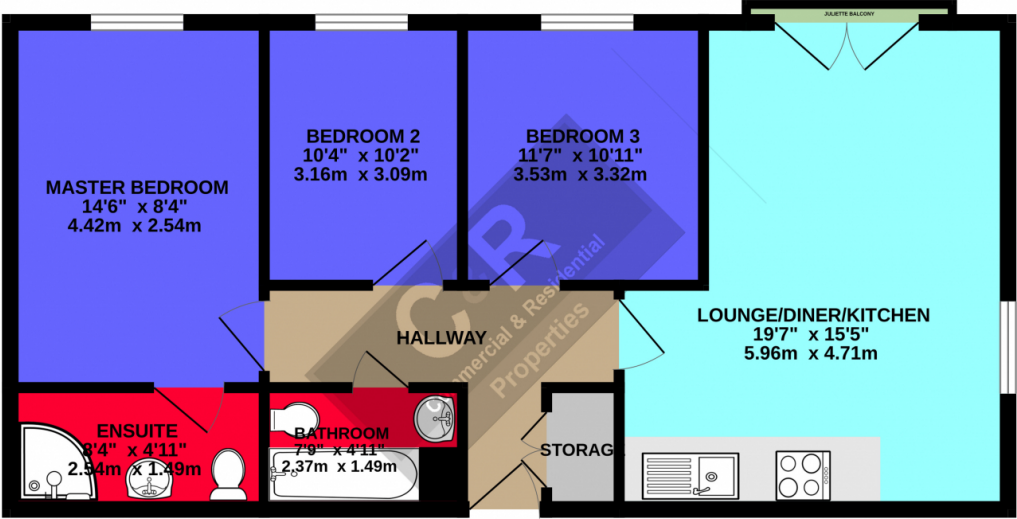 JULIETTE BALCONY
MASTER BEDROOM
14'6" x 8'4"
4.42m x 2.54m
BEDROOM 2
10'4" x 10'2"
3.16m x 3.09m
BEDROOM 3
11'7" x 10'11"
3.53m x 3.32m
LOUNGE/DINER/KITCHEN
19'7" x 15'5"
5.96m x 4.71m
HALLWAY
ENSUITE
8'4" x 4'11"
2.54m x 1.49m
BATHROOM
7'9" x 4'11"
2.37m x 1.49m
STORAGE
C&R
Commercial & Residential
Properties